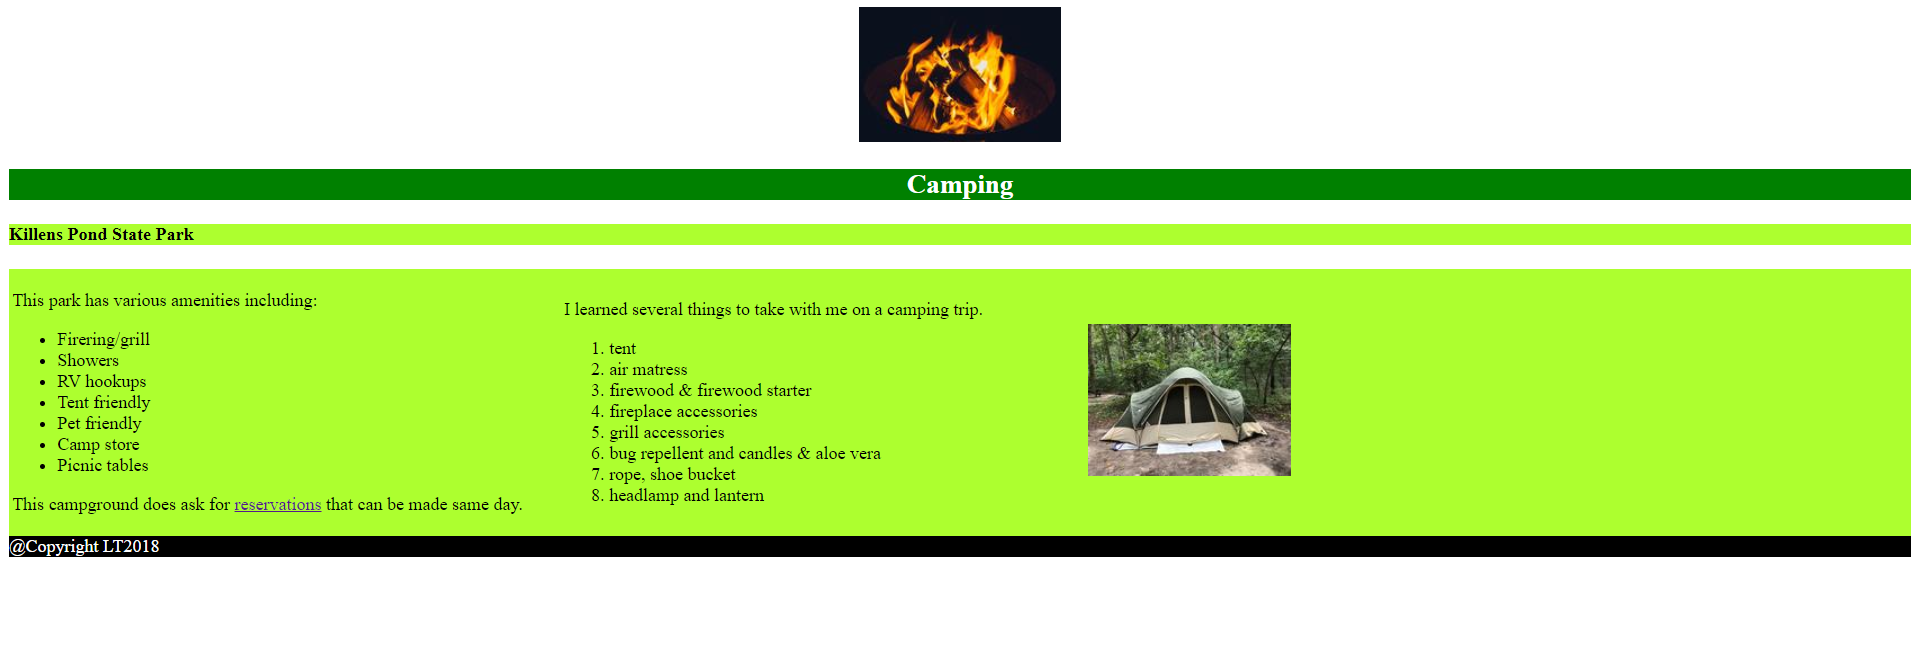 Camping
Killens Pond State Park
This park has various amenities including:
• Firering/grill
• Showers
• RV hookups
• Tent friendly
• Pet friendly
• Camp store
• Picnic tables
This campground does ask for reservations that can be made same day.
I learned several things to take with me on a camping trip.
1. tent
2. air matress
3. firewood & firewood starter
4. fireplace accessories
5. grill accessories
6. bug repellent and candles & aloe vera
7. rope, shoe bucket
8. headlamp and lantern
@Copyright LT2018